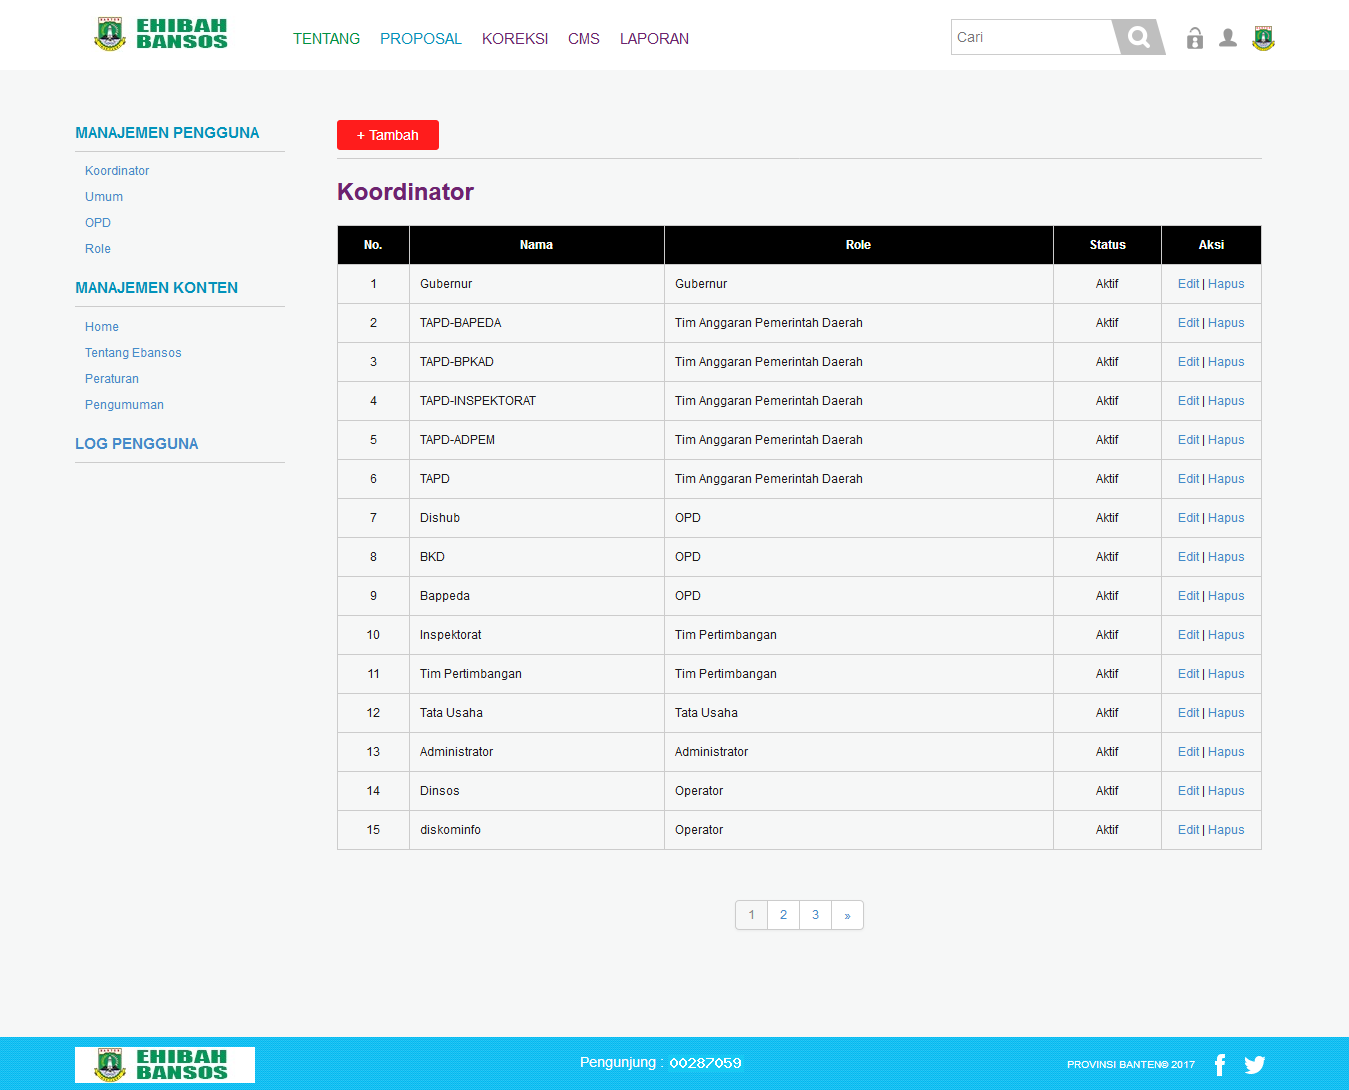 EHIBAH
BANSOS
TENTANG PROPOSAL KOREKSI CMS LAPORAN
Cari
MANAJEMEN PENGGUNA
Koordinator
Umum
OPD
Role
MANAJEMEN KONTEN
Home
Tentang Ebansos
Peraturan
Pengumuman
LOG PENGGUNA
+ Tambah
Koordinator
No. Nama Role Status Aksi
1 Gubernur Gubernur Aktif Edit | Hapus
2 TAPD-BAPEDA Tim Anggaran Pemerintah Daerah Aktif Edit | Hapus
3 TAPD-BPKAD Tim Anggaran Pemerintah Daerah Aktif Edit | Hapus
4 TAPD-INSPEKTORAT Tim Anggaran Pemerintah Daerah Aktif Edit | Hapus
5 TAPD-ADPEM Tim Anggaran Pemerintah Daerah Aktif Edit | Hapus
6 TAPD Tim Anggaran Pemerintah Daerah Aktif Edit | Hapus
7 Dishub OPD Aktif Edit | Hapus
8 BKD OPD Aktif Edit | Hapus
9 Bappeda OPD Aktif Edit | Hapus
10 Inspektorat Tim Pertimbangan Aktif Edit | Hapus
11 Tim Pertimbangan Tim Pertimbangan Aktif Edit | Hapus
12 Tata Usaha Tata Usaha Aktif Edit | Hapus
13 Administrator Administrator Aktif Edit | Hapus
14 Dinsos Operator Aktif Edit | Hapus
15 diskominfo Operator Aktif Edit | Hapus
1 2 3 »
EHIBAH
BANSOS
Pengunjung : 00287059
PROVINSI BANTEN© 2017